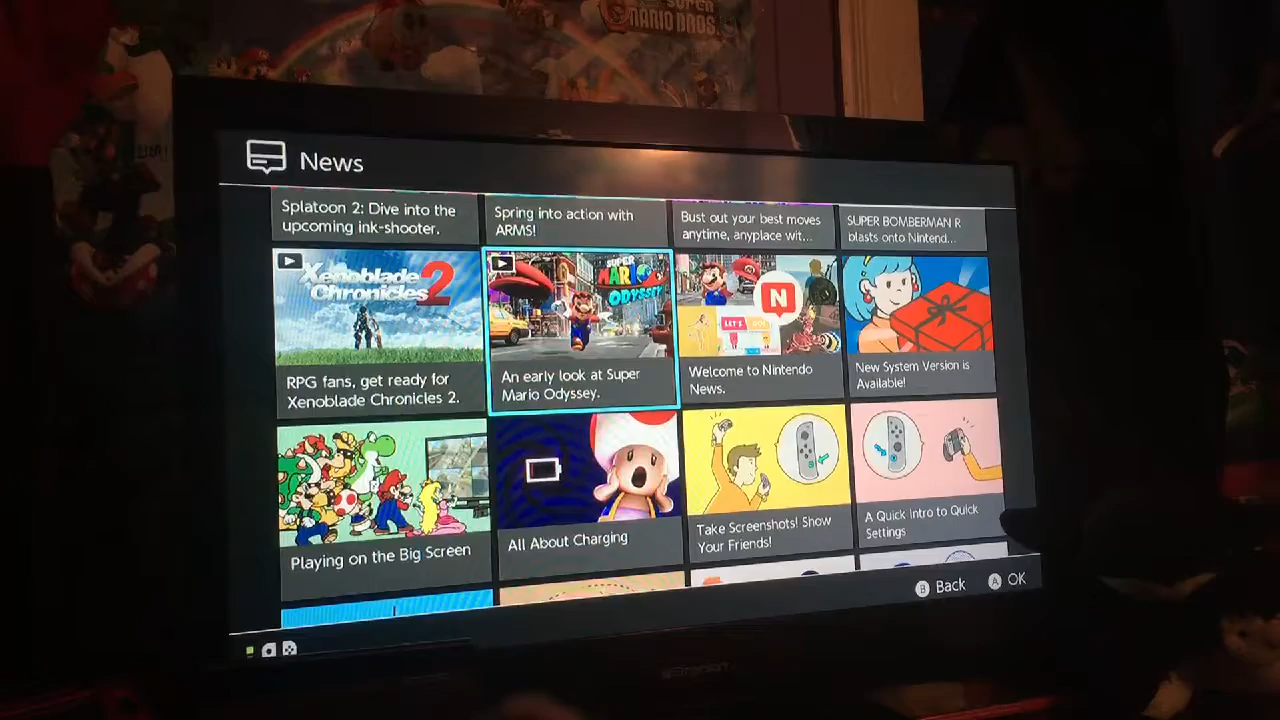 SUPER
MARIO BROS.
News
Splatoon 2: Dive into the
upcoming ink-shooter.
Spring into action with
ARMS!
Bust out your best moves
anytime, anyplace wit...
SUPER BOMBERMAN R
blasts onto Nintend...
Xenoblade
Chronicles 2
RPG fans, get ready for
Xenoblade Chronicles 2.
SUPER
MARIO
ODYSSEY
An early look at Super
Mario Odyssey.
N
LET'S GO!
Welcome to Nintendo
News.
New System Version is
Available!
Playing on the Big Screen
All About Charging
Take Screenshots! Show
Your Friends!
A Quick Intro to Quick
Settings
B Back
A OK